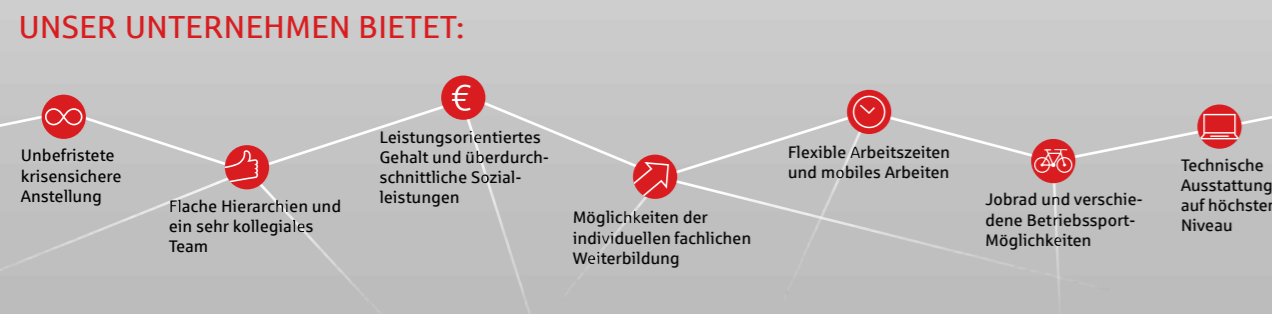 UNSER UNTERNEHMEN BIETET:
€
Unbefristete
krisensichere
Anstellung
Flache Hierarchien und
ein sehr kollegiales
Team
Leistungsorientiertes
Gehalt und überdurch-
schnittliche Sozial-
leistungen
Möglichkeiten der
individuellen fachlichen
Weiterbildung
Flexible Arbeitszeiten
und mobiles Arbeiten
Jobrad und verschie-
dene Betriebssport-
Möglichkeiten
Technische
Ausstattung
auf höchster
Niveau